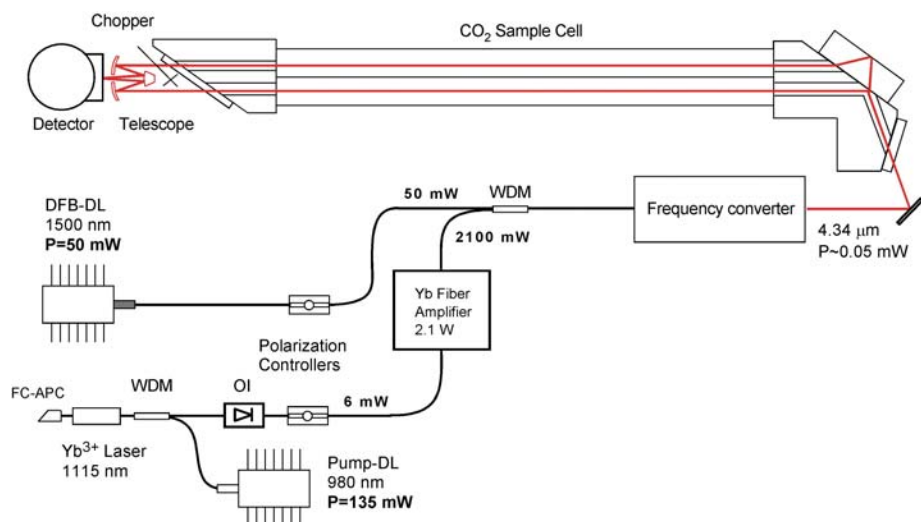 Chopper
CO2 Sample Cell
Detector
Telescope
DFB-DL
1500 nm
P=50 mW
50 mW
WDM
2100 mW
Frequency converter
4.34 μm
P~0.05 mW
Yb Fiber
Amplifier
2.1 W
Polarization
Controllers
FC-APC
WDM
OI
6 mW
Yb3+ Laser
1115 nm
Pump-DL
980 nm
P=135 mW